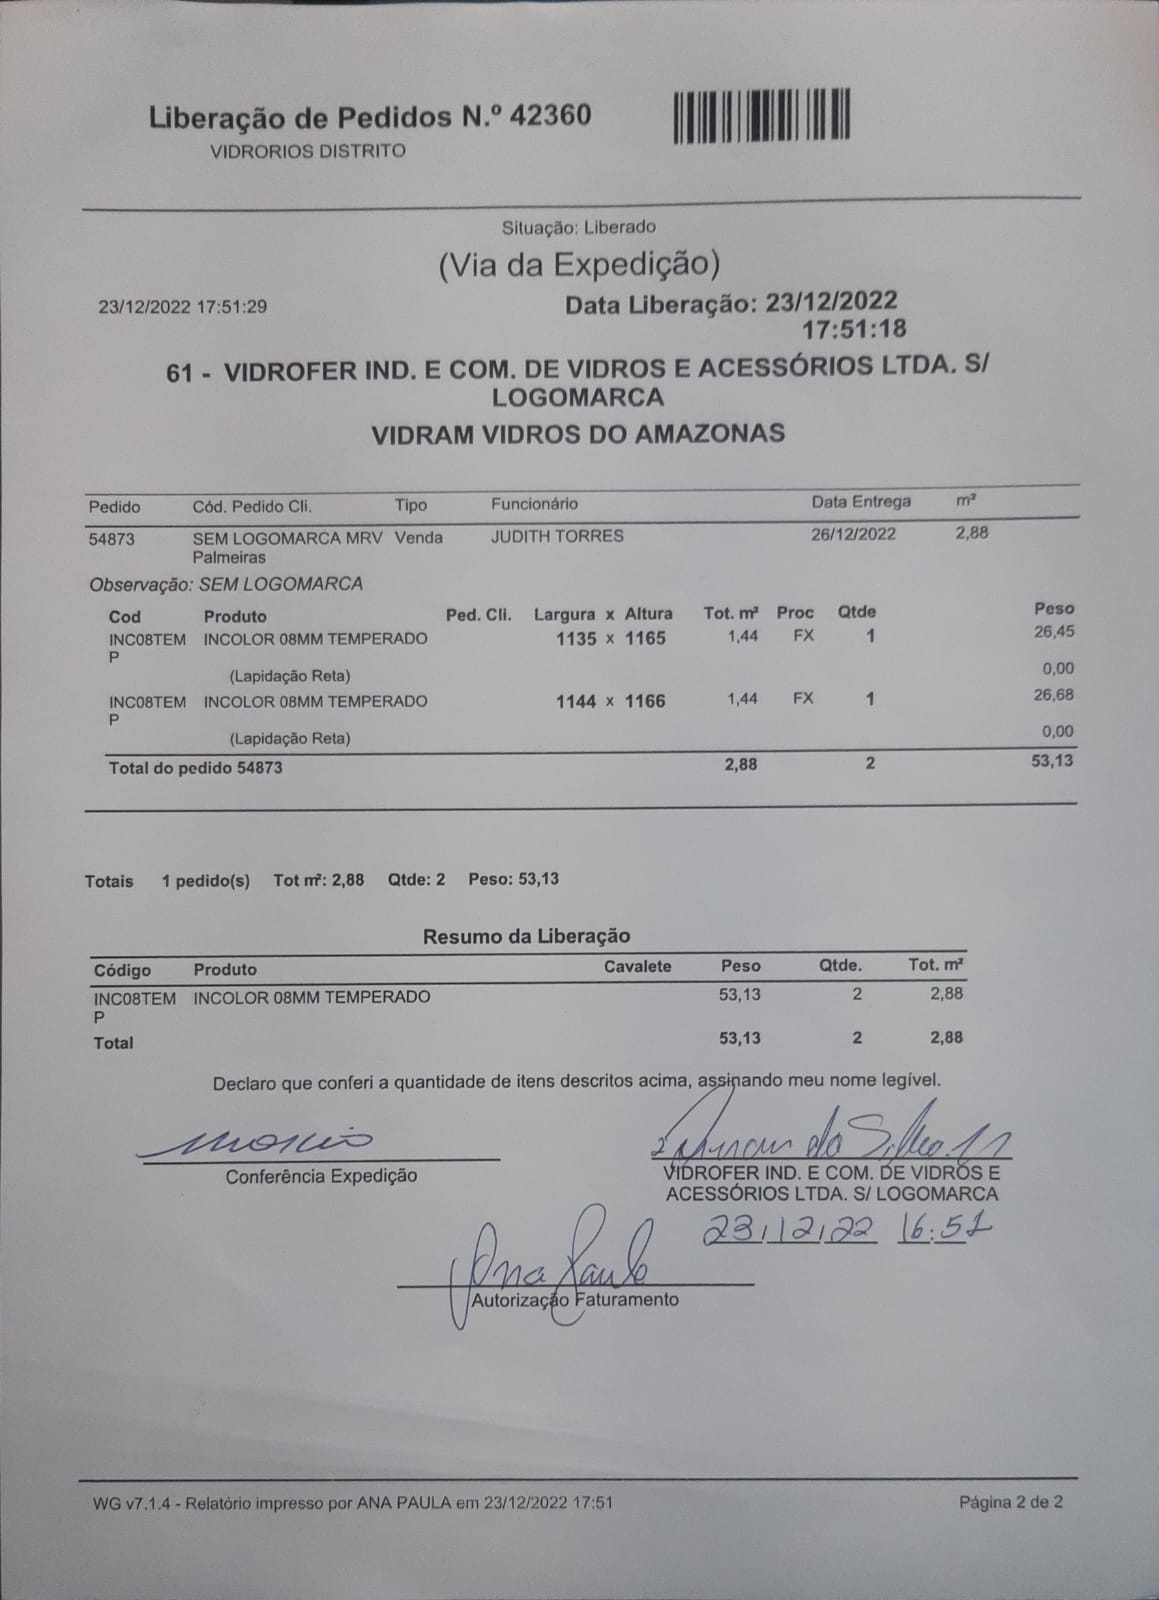 Liberação de Pedidos N.º 42360
VIDRORIOS DISTRITO
Situação: Liberado
(Via da Expedição)
23/12/2022 17:51:29 Data Liberação: 23/12/2022
17:51:18
61 - VIDROFER IND. E COM. DE VIDROS E ACESSÓRIOS LTDA. S/
LOGOMARCA
VIDRAM VIDROS DO AMAZONAS
Pedido Cód. Pedido Cli. Tipo Funcionário Data Entrega m²
54873 SEM LOGOMARCA MRV Venda JUDITH TORRES 26/12/2022 2,88
Palmeiras
Observação: SEM LOGOMARCA
Cod Produto Ped. Cli. Largura x Altura Tot. m² Proc Qtde Peso
INC08TEM INCOLOR 08MM TEMPERADO 1135 x 1165 1,44 FX 1 26,45
P
(Lapidação Reta) 0,00
INC08TEM INCOLOR 08MM TEMPERADO 1144 x 1166 1,44 FX 1 26,68
P
(Lapidação Reta) 0,00
Total do pedido 54873 2,88 2 53,13
Totais 1 pedido(s) Tot m²: 2,88 Qtde: 2 Peso: 53,13
Resumo da Liberação
Código Produto Cavalete Peso Qtde. Tot. m²
INC08TEM INCOLOR 08MM TEMPERADO 53,13 2 2,88
P
Total 53,13 2 2,88
Declaro que conferi a quantidade de itens descritos acima, assinando meu nome legível.
da Silva
Conferência Expedição
VIDROFER IND. E COM. DE VIDROS E
ACESSÓRIOS LTDA. S/ LOGOMARCA
23/12/22 16:51
Ana Paula
Autorização Faturamento
WG v7.1.4 - Relatório impresso por ANA PAULA em 23/12/2022 17:51 Página 2 de 2